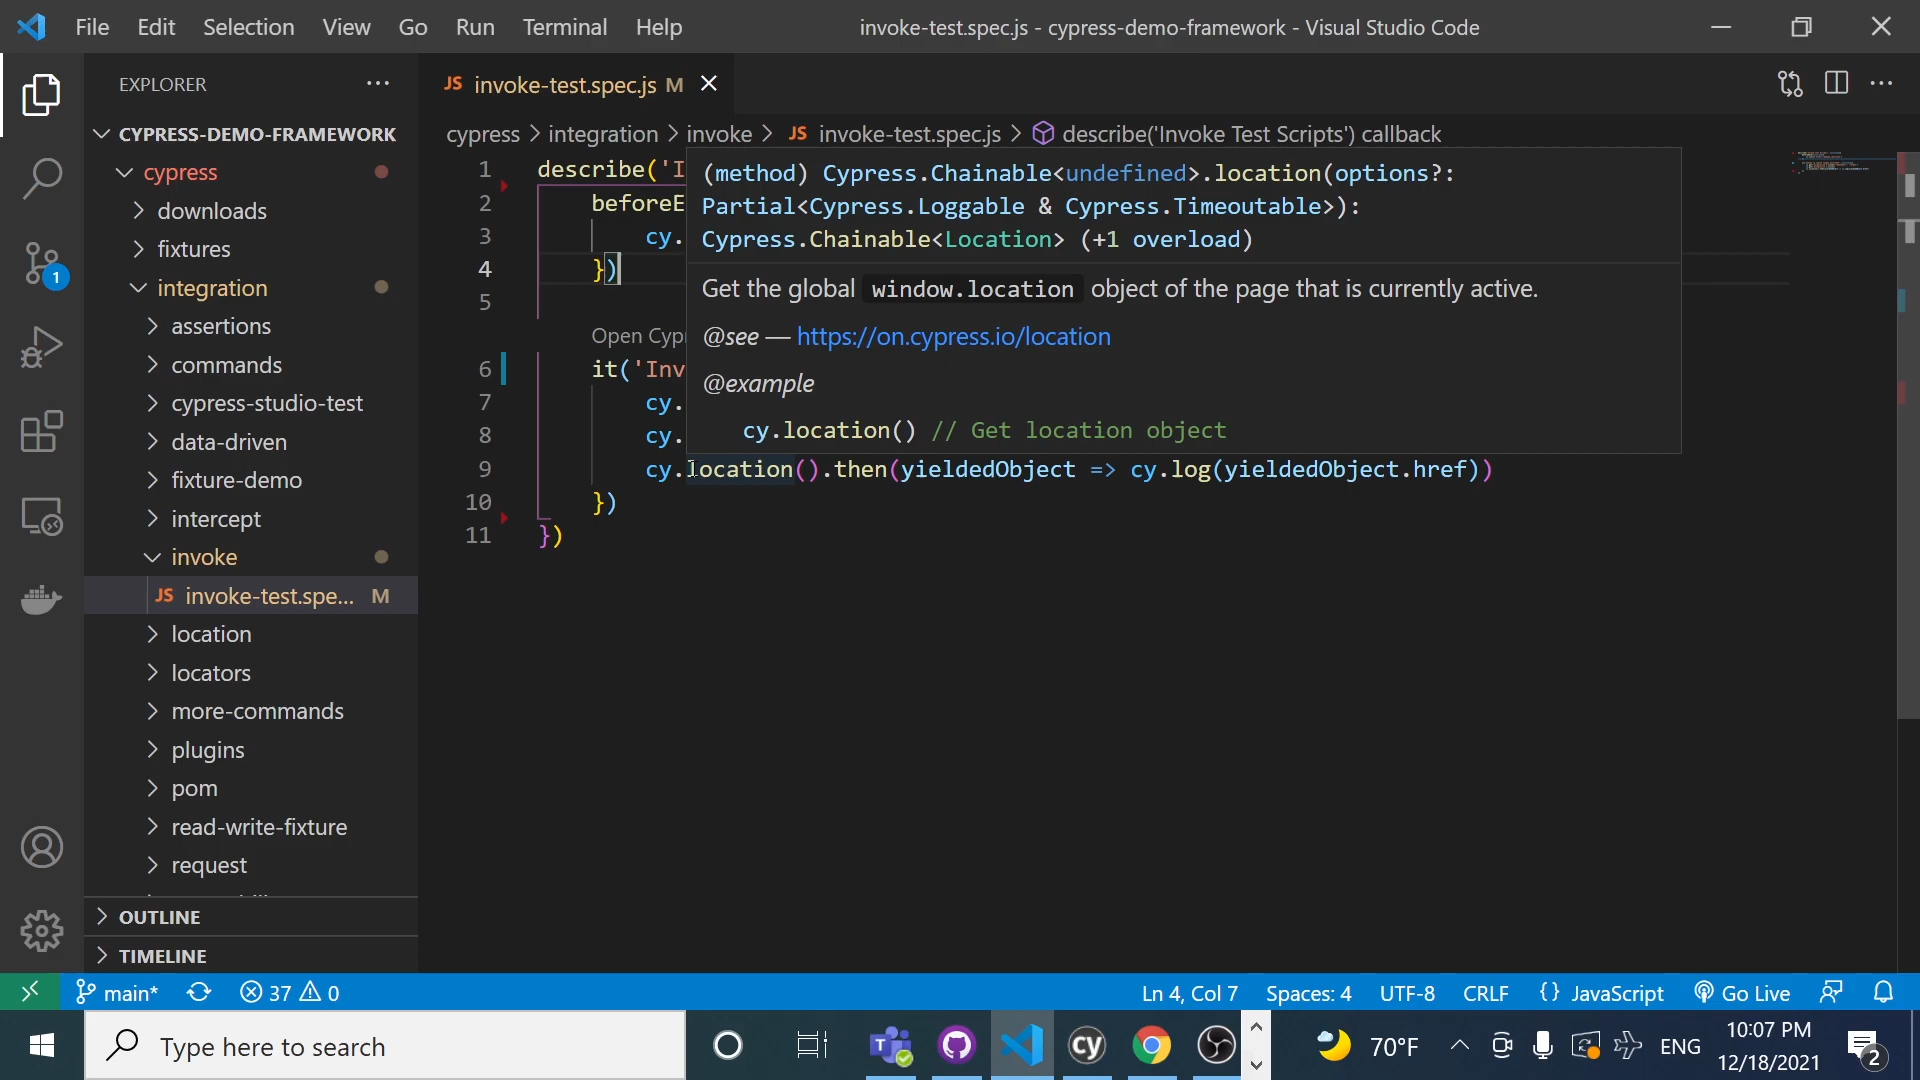 File Edit Selection View Go Run Terminal Help
invoke-test.spec.js - cypress-demo-framework - Visual Studio Code
EXPLORER
CYPRESS-DEMO-FRAMEWORK
cypress
downloads
fixtures
integration
assertions
commands
cypress-studio-test
data-driven
fixture-demo
intercept
invoke
JS invoke-test.spe... M
location
locators
more-commands
plugins
pom
read-write-fixture
request
OUTLINE
TIMELINE
1
JS invoke-test.spec.js M
cypress > integration > invoke > JS invoke-test.spec.js > describe('Invoke Test Scripts') callback
1 describe('I
2 beforeE
3 cy.
4 })
5
Open Cypr
6 it('Inv
7 cy.
8 cy.
9 cy.location().then(yieldedObject => cy.log(yieldedObject.href))
10 })
11 })
(method) Cypress.Chainable<undefined>.location(options?:
Partial<Cypress.Loggable & Cypress.Timeoutable>):
Cypress.Chainable<Location> (+1 overload)
Get the global window.location object of the page that is currently active.
@see — https://on.cypress.io/location
@example
cy.location() // Get location object
main* 37 0
Ln 4, Col 7 Spaces: 4 UTF-8 CRLF {} JavaScript Go Live
Type here to search
T
cy
70°F
ENG
10:07 PM
12/18/2021
2